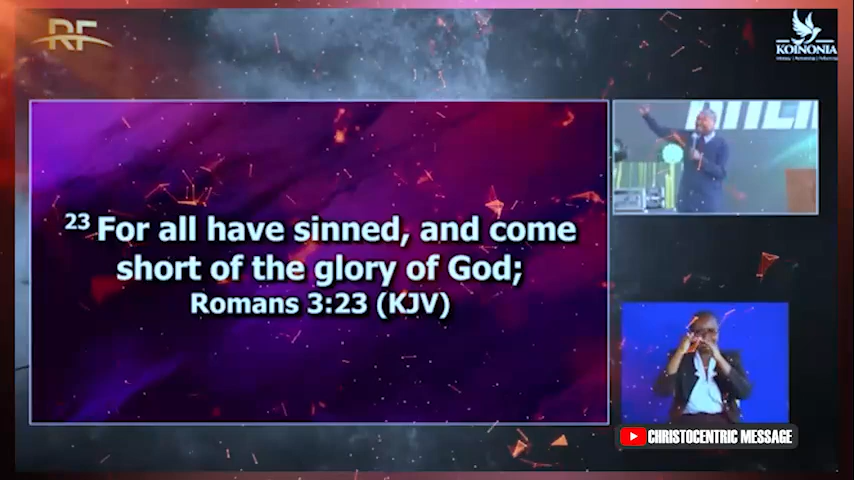 RF
KOINONIA
23 For all have sinned, and come
short of the glory of God;
Romans 3:23 (KJV)
CHRISTOCENTRIC MESSAGE